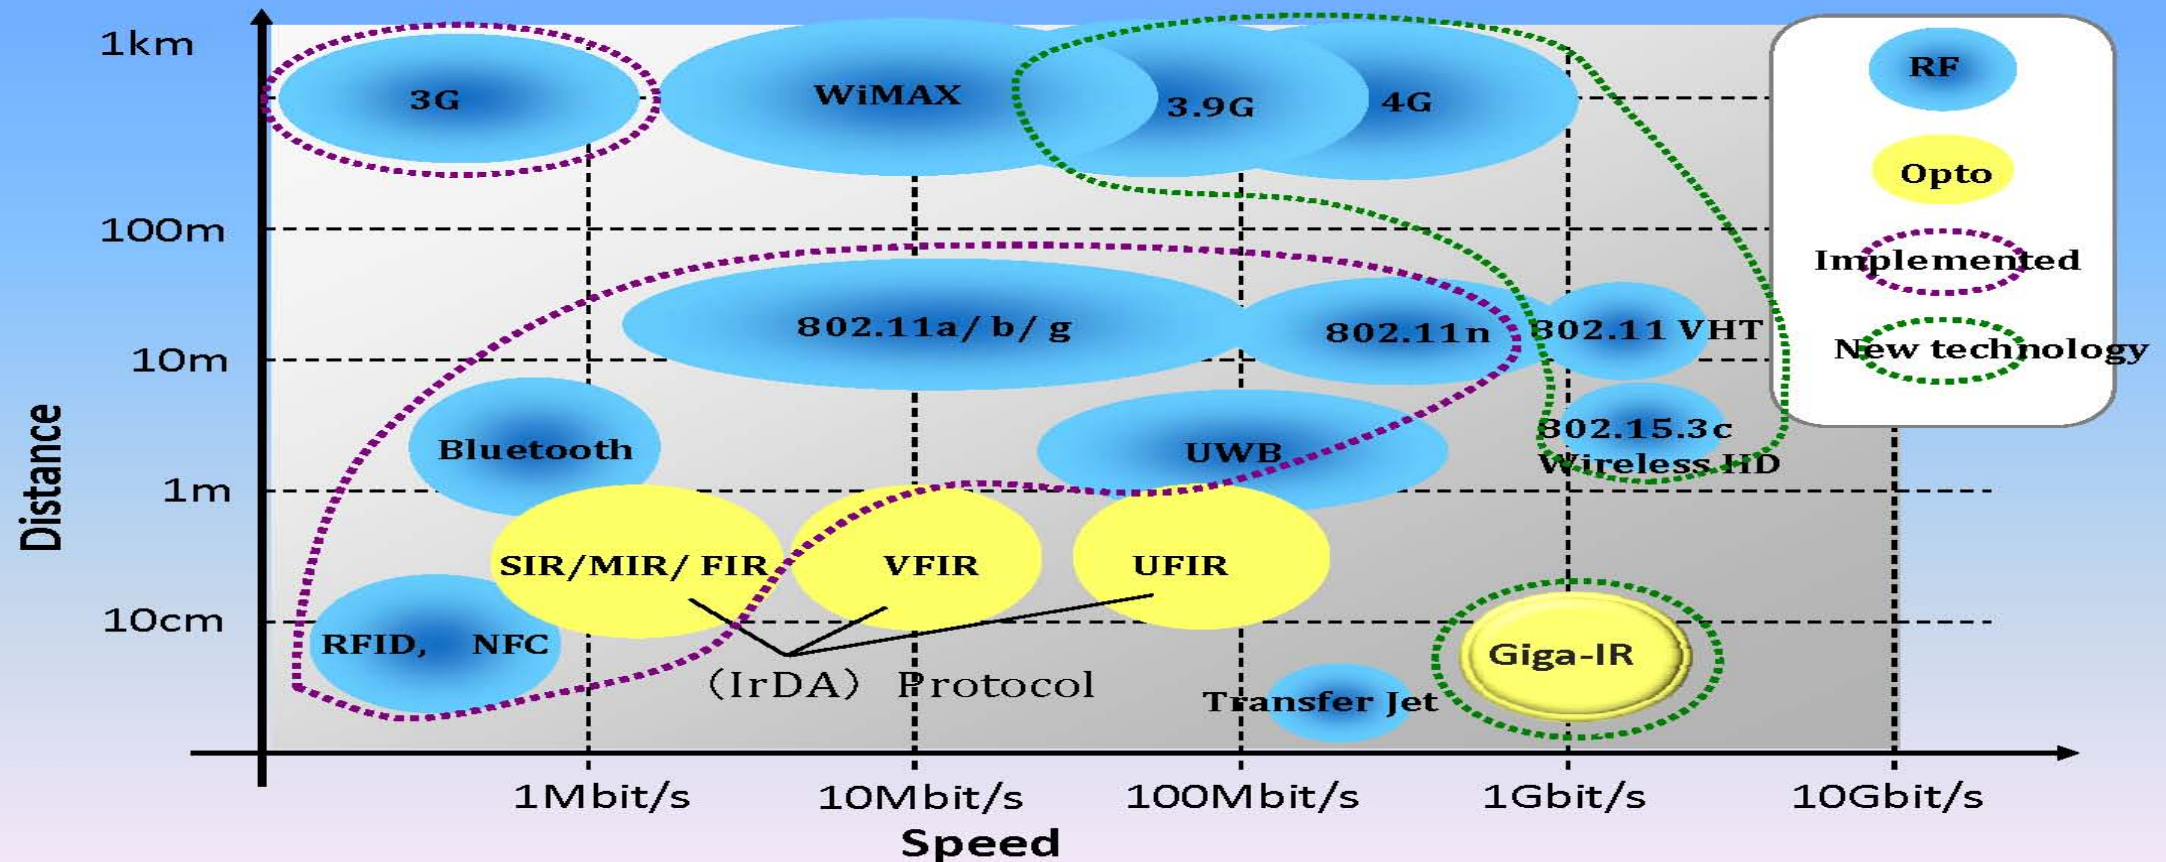 1km
3G
WiMAX
3.9G
4G
RF
Opto
Implemented
New technology
100m
802.11a/ b/ g
802.11n
802.11 VHT
10m
Bluetooth
UWB
802.15.3c
Wireless HD
1m
SIR/MIR/ FIR
VFIR
UFIR
10cm
RFID, NFC
(IrDA) Protocol
Transfer Jet
Giga-IR
Distance
1Mbit/s
10Mbit/s
100Mbit/s
1Gbit/s
10Gbit/s
Speed